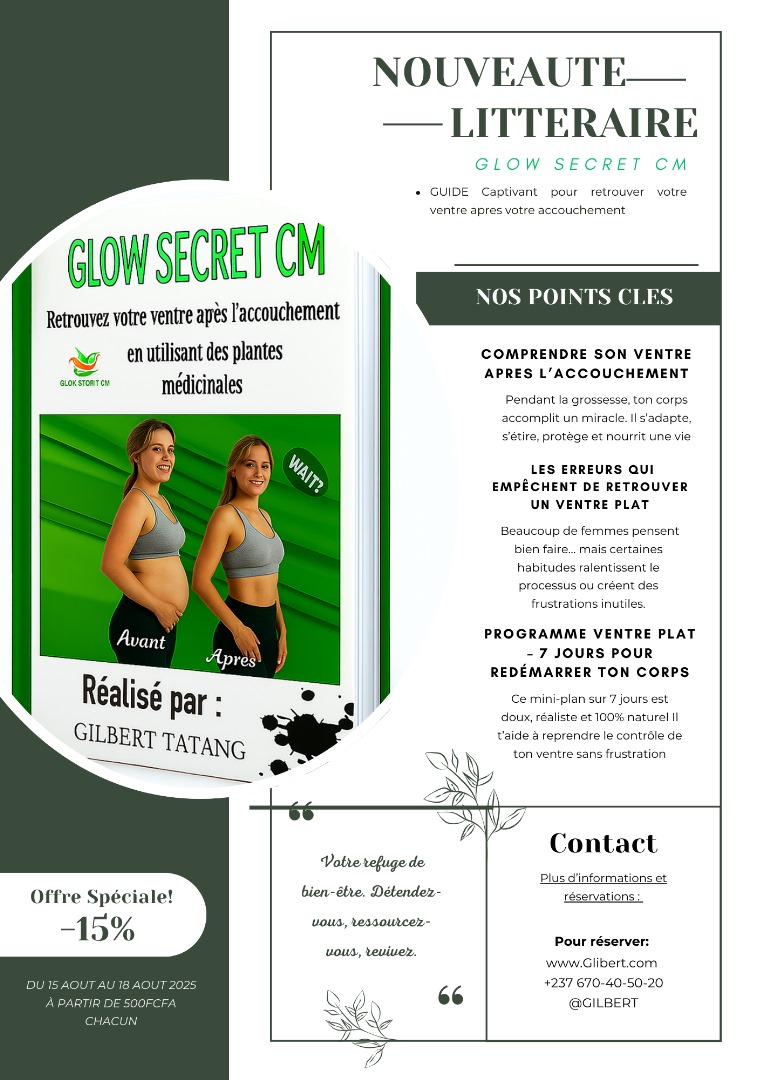 NOUVEAUTE
LITTERAIRE
GLOW SECRET CM
• GUIDE Captivant pour retrouver votre
ventre apres votre accouchement
GLOW SECRET CM
Retrouvez votre ventre apès l'accouchement
en utilisant des plantes
médicinales
GLOK STORIT CM
WAIT?
Avant
Apres
Réalisé par :
GILBERT TATANG
NOS POINTS CLES
COMPRENDRE SON VENTRE
APRES L'ACCOUCHEMENT
Pendant la grossesse, ton corps
accomplit un miracle. Il s'adapte,
s'étire, protège et nourrit une vie
LES ERREURS QUI
EMPÊCHENT DE RETROUVER
UN VENTRE PLAT
Beaucoup de femmes pensent
bien faire... mais certaines
habitudes ralentissent le
processus ou créent des
frustrations inutiles.
PROGRAMME VENTRE PLAT
– 7 JOURS POUR
REDÉMARRER TON CORPS
Ce mini-plan sur 7 jours est
doux, réaliste et 100% naturel Il
t'aide à reprendre le contrôle de
ton ventre sans frustration
Offre Spéciale!
-15%
DU 15 AOUT AU 18 AOUT 2025
À PARTIR DE 500FCFA
CHACUN
“
Votre refuge de
bien-être. Détendez-
vous, ressourcez-
vous, revivez.
”
Contact
Plus d'informations et
réservations :
Pour réserver:
www.Glibert.com
+237 670-40-50-20
@GILBERT